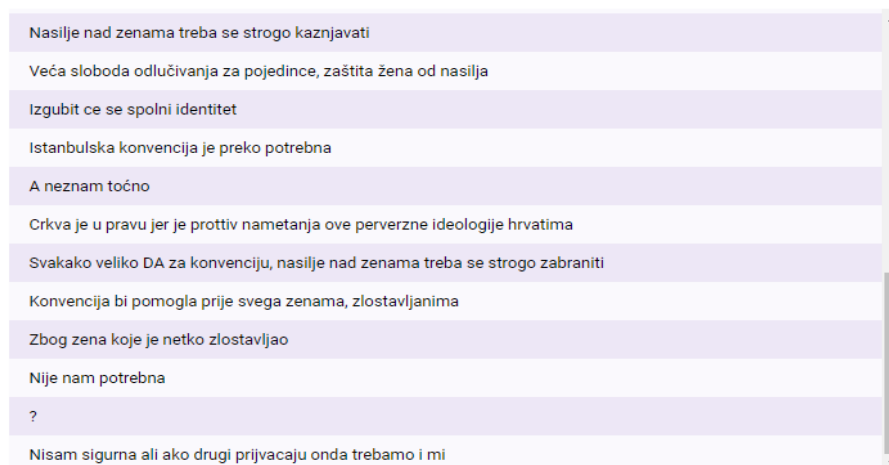 Nasilje nad zenama treba se strogo kaznjavati
Veća sloboda odlučivanja za pojedince, zaštita žena od nasilja
Izgubit ce se spolni identitet
Istanbulska konvencija je preko potrebna
A neznam toćno
Crkva je u pravu jer je prottiv nametanja ove perverzne ideologije hrvatima
Svakako veliko DA za konvenciju, nasilje nad zenama treba se strogo zabraniti
Konvencija bi pomogla prije svega zenama, zlostavljanima
Zbog zena koje je netko zlostavljao
Nije nam potrebna
?
Nisam sigurna ali ako drugi prijvacaju onda trebamo i mi